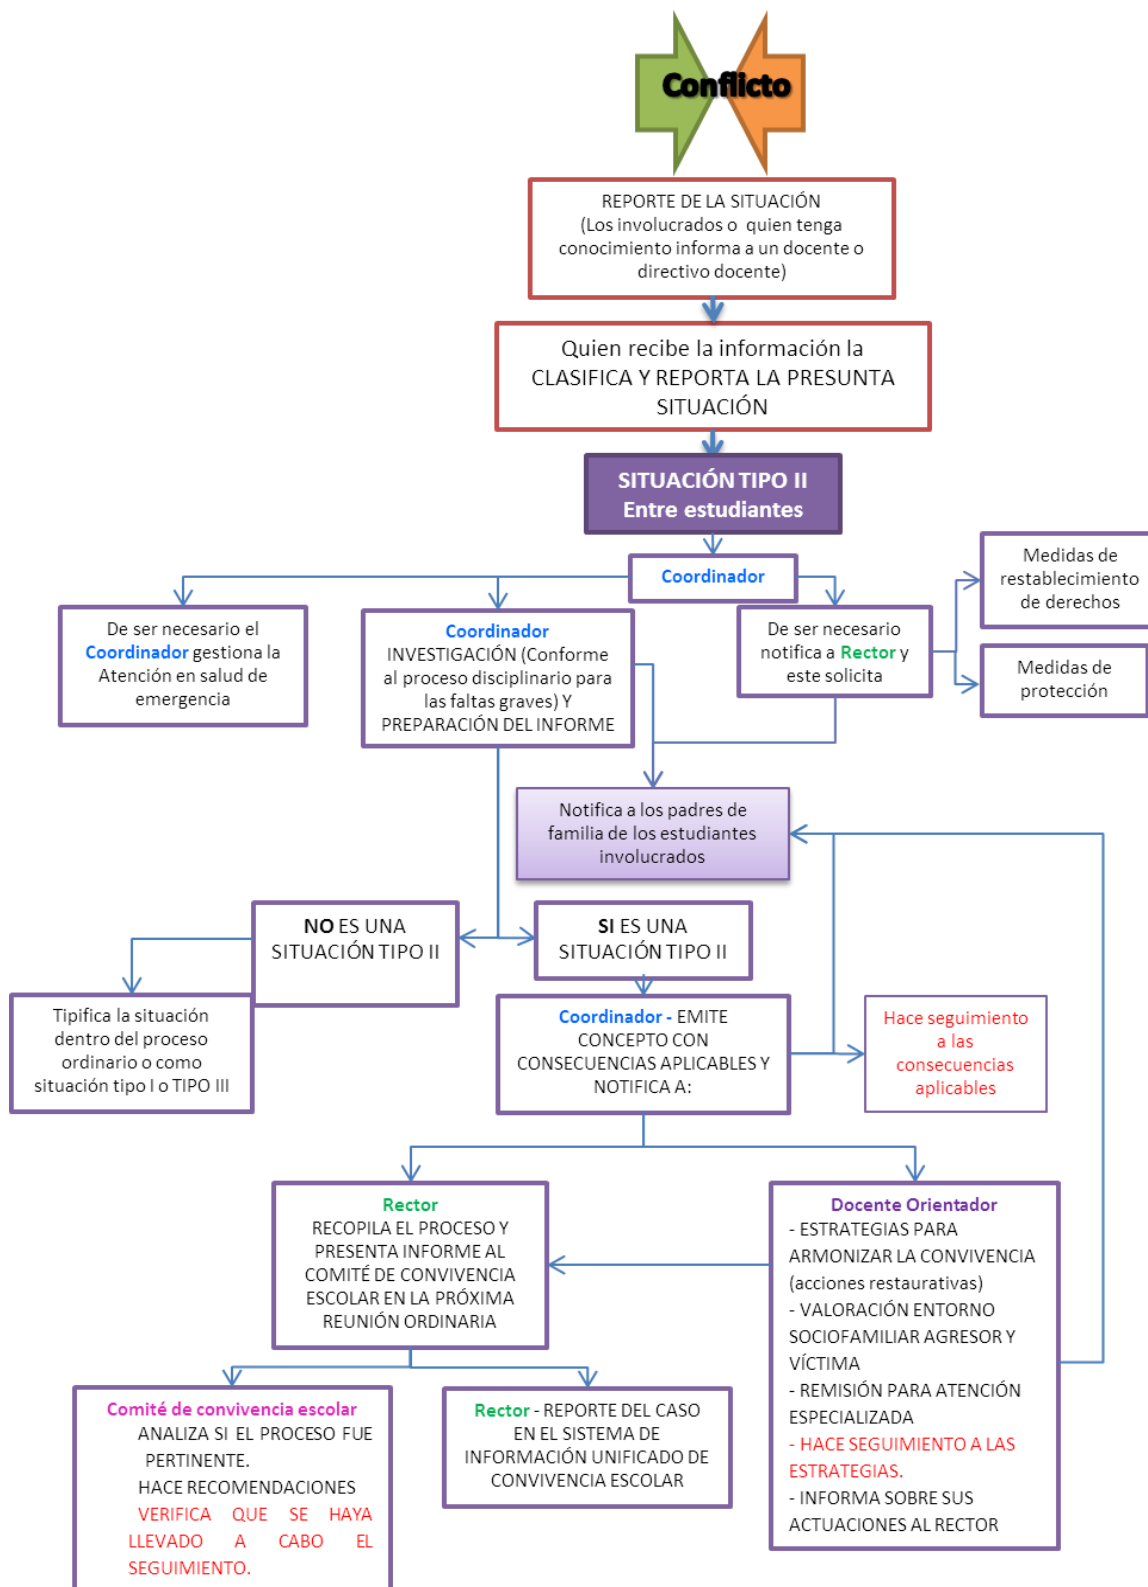 Conflicto
REPORTE DE LA SITUACIÓN
(Los involucrados o quien tenga
conocimiento informa a un docente o
directivo docente)
Quien recibe la información la
CLASIFICA Y REPORTA LA PRESUNTA
SITUACIÓN
SITUACIÓN TIPO II
Entre estudiantes
Coordinador
Medidas de
restablecimiento
de derechos
De ser necesario el
Coordinador gestiona la
Atención en salud de
emergencia
Coordinador
INVESTIGACIÓN (Conforme
al proceso disciplinario para
las faltas graves) Y
PREPARACIÓN DEL INFORME
De ser necesario
notifica a Rector y
este solicita
Medidas de
protección
Notifica a los padres de
familia de los estudiantes
involucrados
NO ES UNA
SITUACIÓN TIPO II
SI ES UNA
SITUACIÓN TIPO II
Tipifica la situación
dentro del proceso
ordinario o como
situación tipo I o TIPO III
Coordinador - EMITE
CONCEPTO CON
CONSECUENCIAS APLICABLES Y
NOTIFICA A:
Hace seguimiento
a las
consecuencias
aplicables
Rector
RECOPILA EL PROCESO Y
PRESENTA INFORME AL
COMITÉ DE CONVIVENCIA
ESCOLAR EN LA PRÓXIMA
REUNIÓN ORDINARIA
Docente Orientador
- ESTRATEGIAS PARA
ARMONIZAR LA CONVIVENCIA
(acciones restaurativas)
- VALORACIÓN ENTORNO
SOCIOFAMILIAR AGRESOR Y
VÍCTIMA
- REMISIÓN PARA ATENCIÓN
ESPECIALIZADA
- HACE SEGUIMIENTO A LAS
ESTRATEGIAS.
- INFORMA SOBRE SUS
ACTUACIONES AL RECTOR
Comité de convivencia escolar
ANALIZA SI EL PROCESO FUE
PERTINENTE.
HACE RECOMENDACIONES
VERIFICA QUE SE HAYA
LLEVADO A CABO EL
SEGUIMIENTO.
Rector - REPORTE DEL CASO
EN EL SISTEMA DE
INFORMACIÓN UNIFICADO DE
CONVIVENCIA ESCOLAR